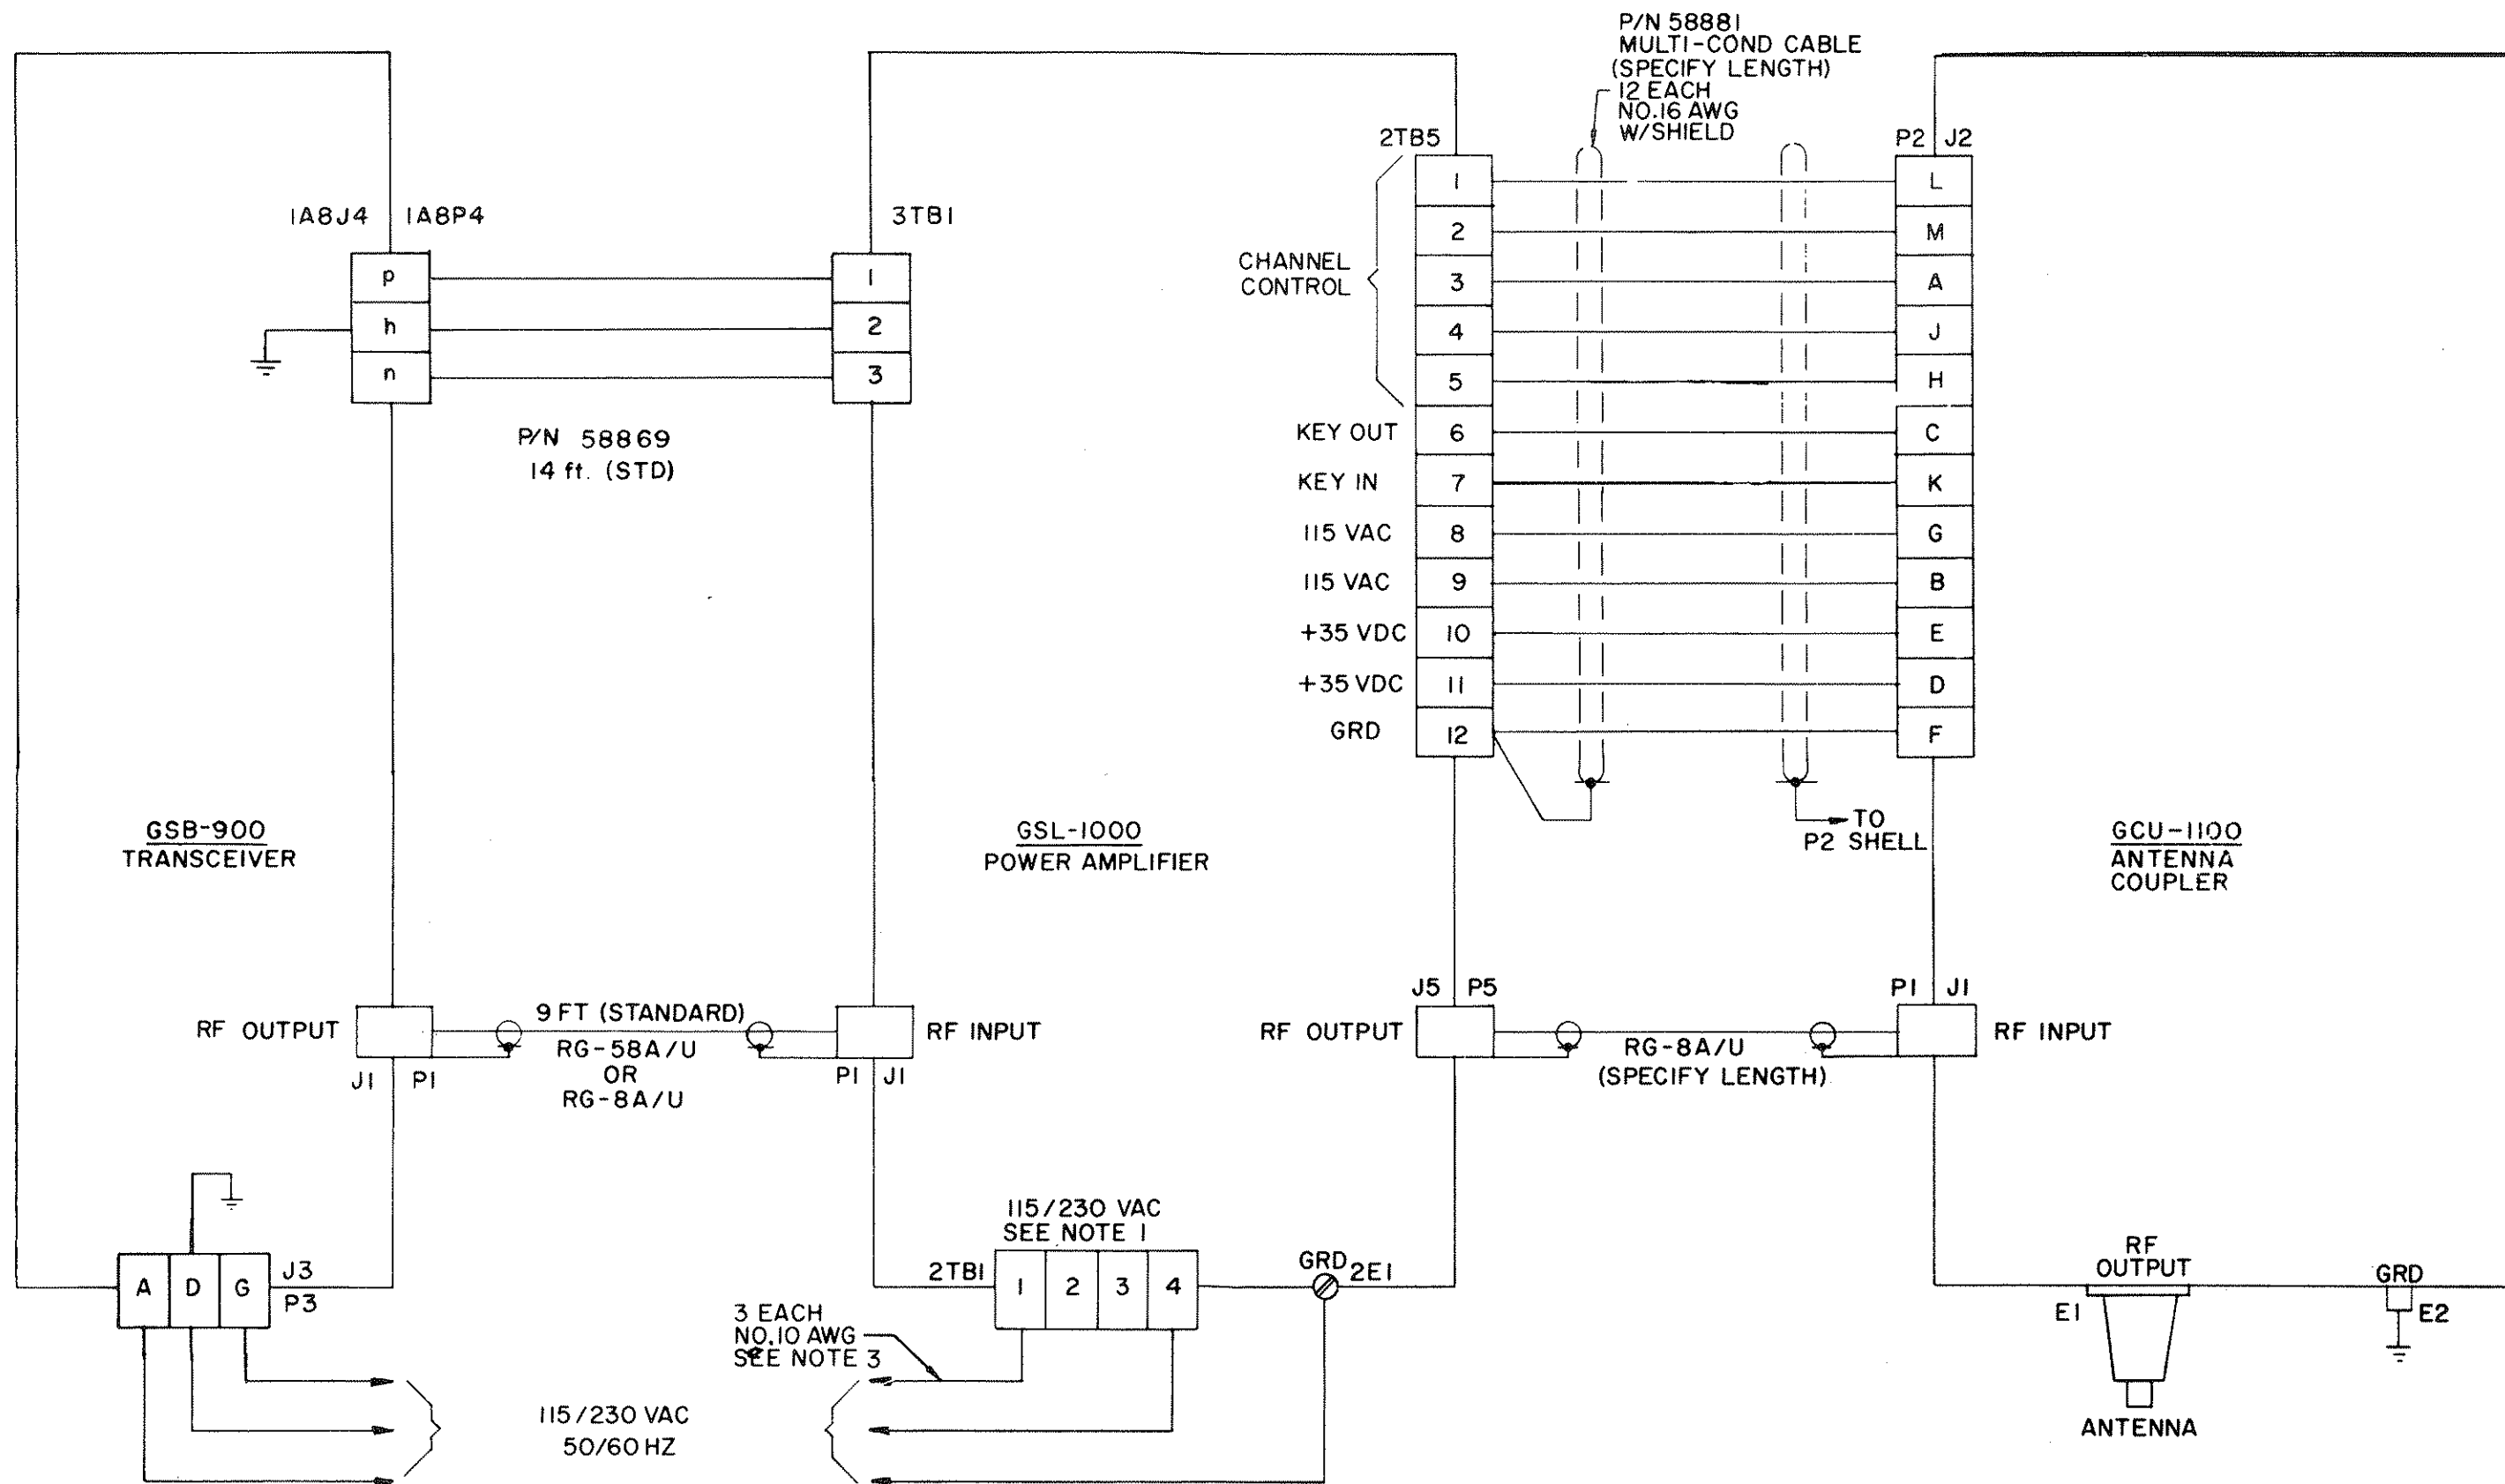 P/N 58881
MULTI-COND CABLE
(SPECIFY LENGTH)
12 EACH
NO.16 AWG
W/SHIELD
1A8J4 1A8P4
p
h
n
P/N 58869
14 ft. (STD)
3TB1
1
2
3
2TB5
P2 J2
CHANNEL
CONTROL
1 L
2 M
3 A
4 J
5 H
KEY OUT 6 C
KEY IN 7 K
115 VAC 8 G
115 VAC 9 B
+35 VDC 10 E
+35 VDC 11 D
GRD 12 F
TO
P2 SHELL
GSB-900
TRANSCEIVER
GSL-1000
POWER AMPLIFIER
GCU-1100
ANTENNA
COUPLER
RF OUTPUT
J1 P1
9 FT (STANDARD)
RG-58A/U
OR
RG-8A/U
RF INPUT
P1 J1
J5 P5
RF OUTPUT
RG-8A/U
(SPECIFY LENGTH)
P1 J1
RF INPUT
A D G
J3
P3
115/230 VAC
50/60 HZ
115/230 VAC
SEE NOTE 1
2TB1 1 2 3 4
GRD 2E1
3 EACH
NO.10 AWG
SEE NOTE 3
RF
OUTPUT
E1
ANTENNA
GRD
E2